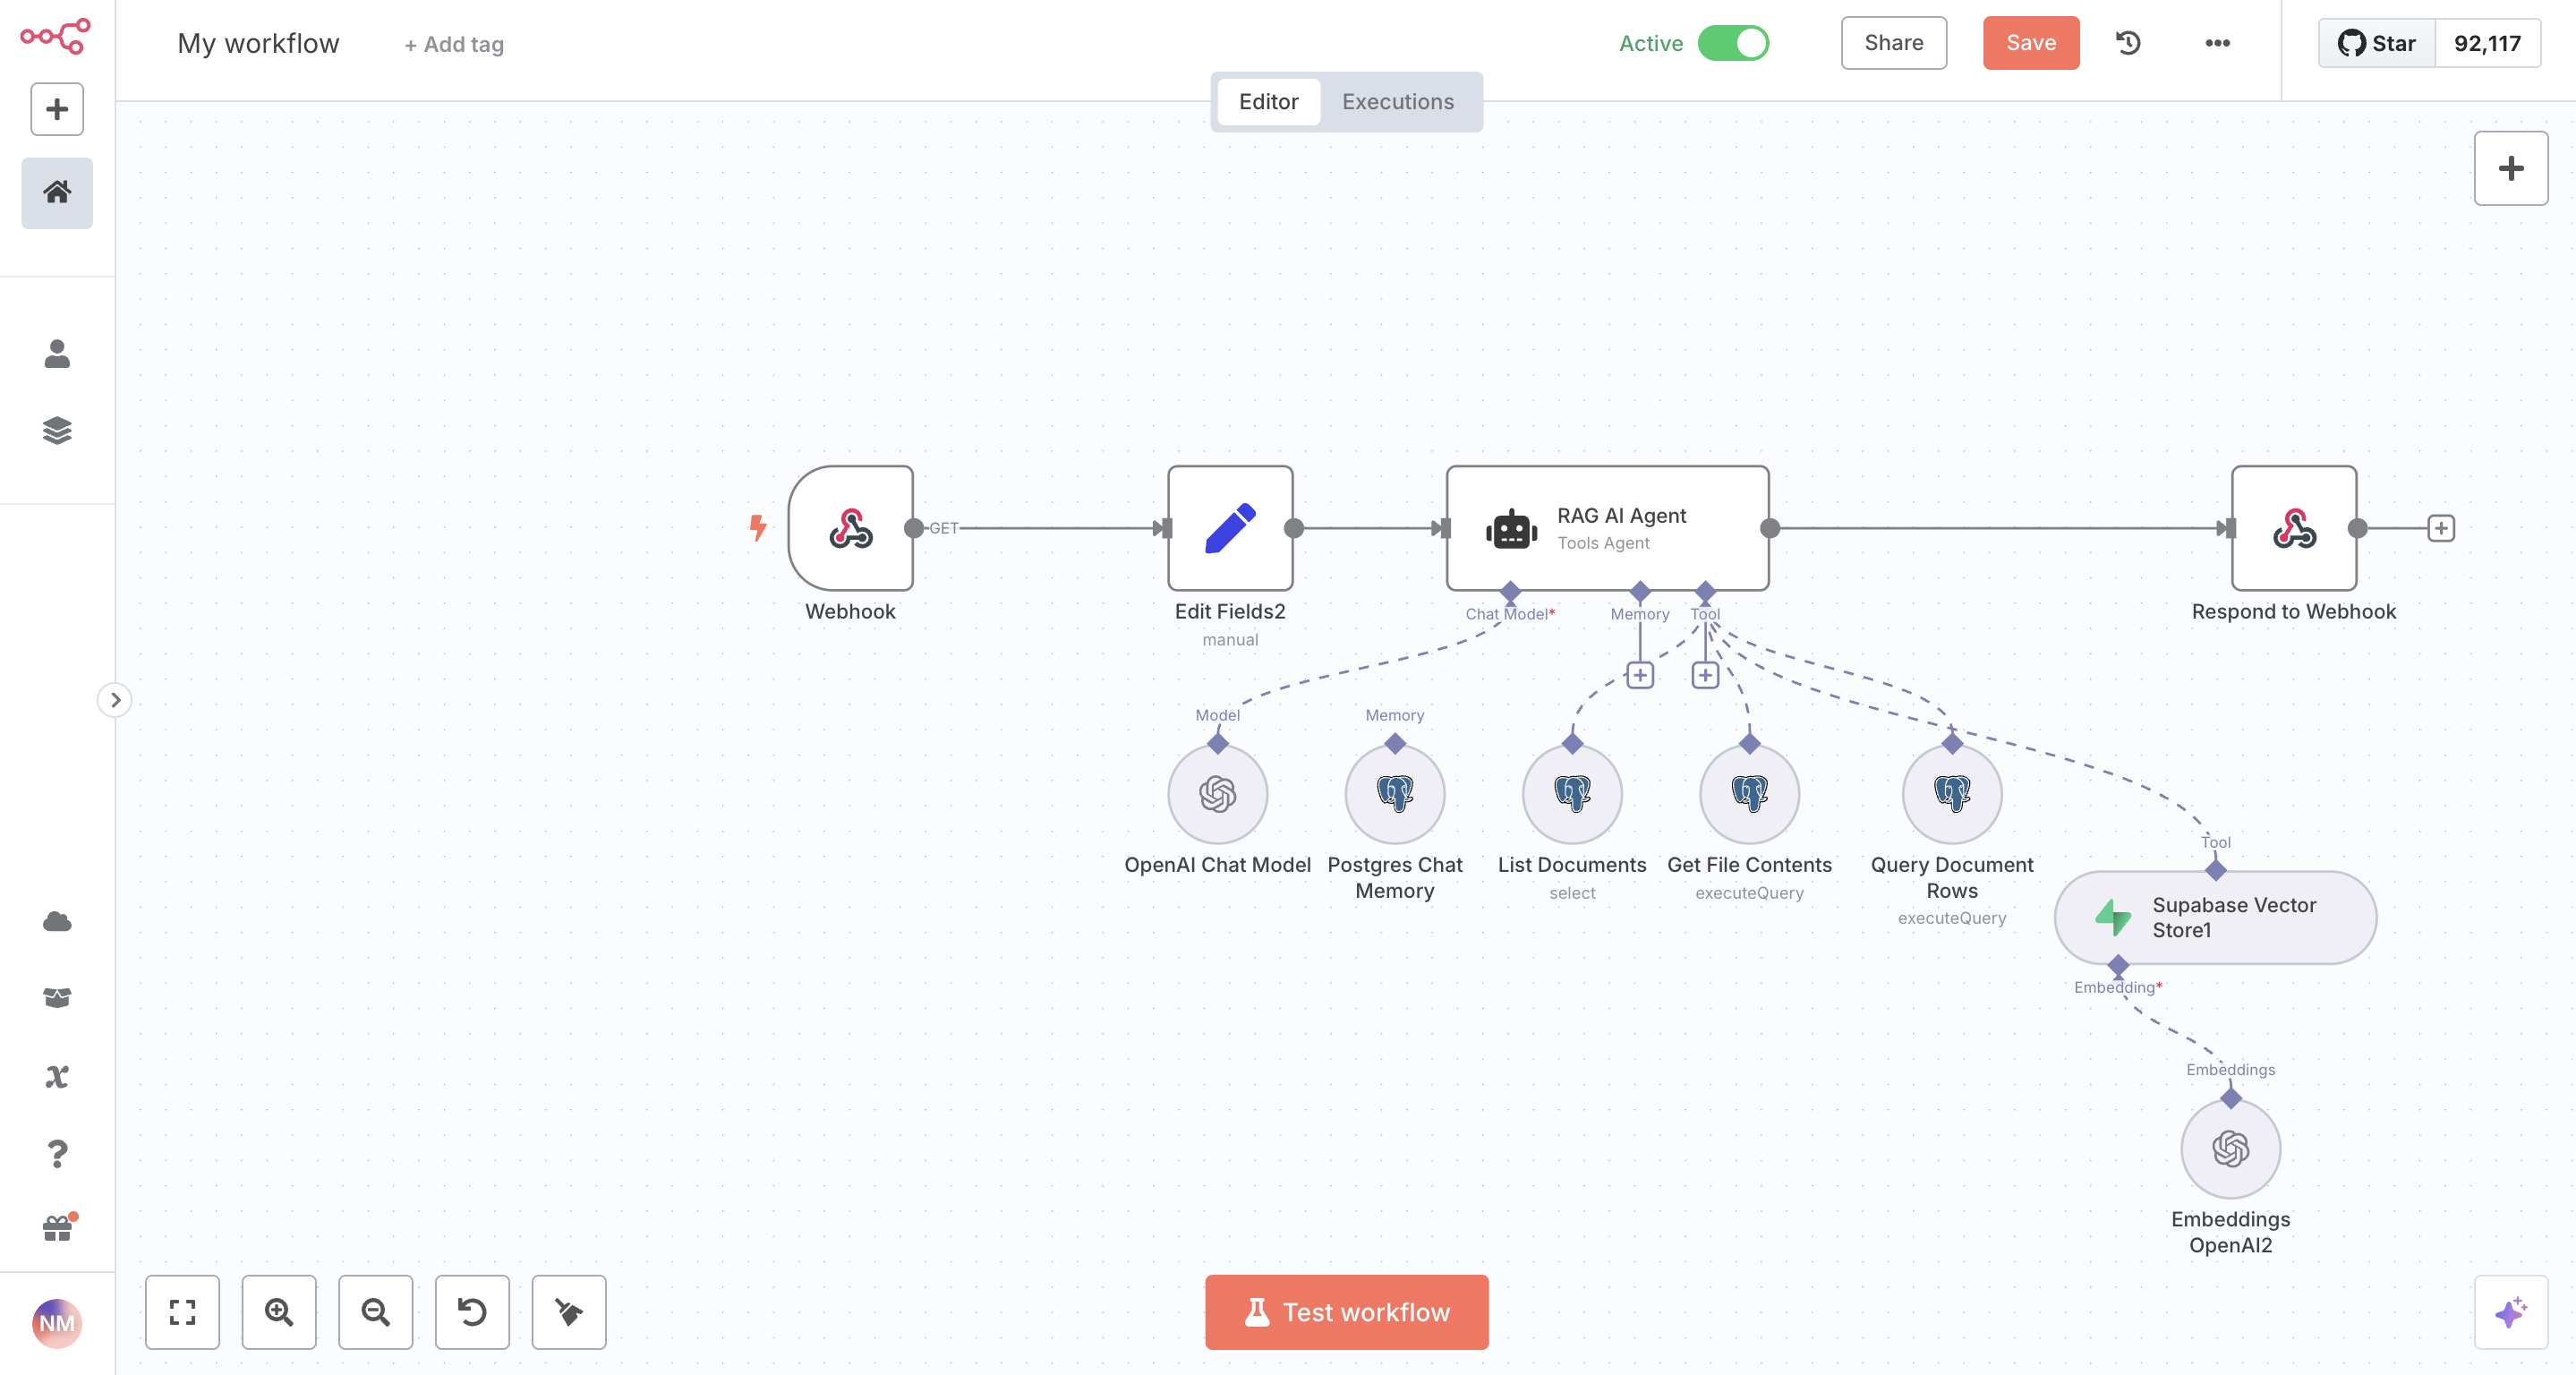 My workflow
+ Add tag
Active
Share
Save
Star
92,117
Editor
Executions
GET
Webhook
Edit Fields2
manual
RAG AI Agent
Tools Agent
Chat Model*
Memory
Tool
Respond to Webhook
Model
Memory
OpenAI Chat Model
Postgres Chat
Memory
List Documents
select
Get File Contents
executeQuery
Query Document
Rows
executeQuery
Tool
Supabase Vector
Store1
Embedding*
Embeddings
Embeddings
OpenAI2
NM
Test workflow